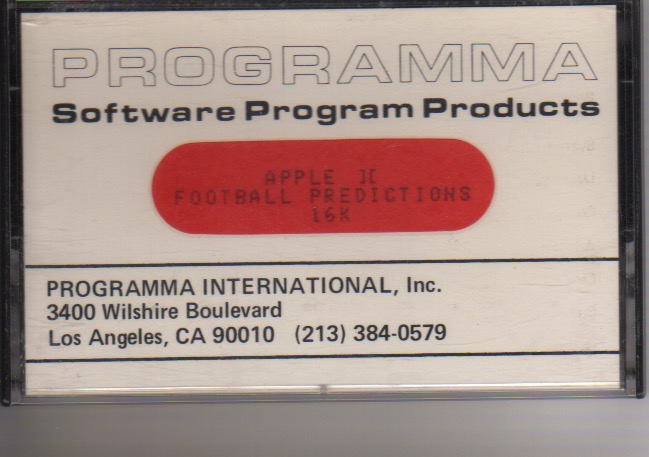 PROGRAMMA
Software Program Products
APPLE ][
FOOTBALL PREDICTIONS
16K
PROGRAMMA INTERNATIONAL, Inc.
3400 Wilshire Boulevard
Los Angeles, CA 90010 (213) 384-0579